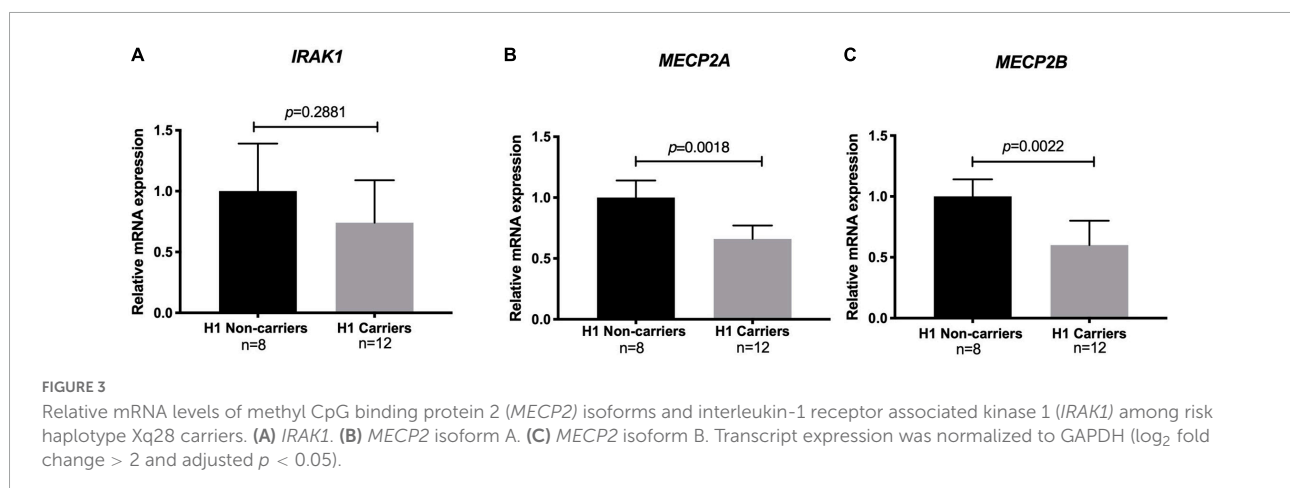 A
IRAK1
p=0.2881
Relative mRNA expression
1.5
1.0
0.5
0.0
H1 Non-carriers
n=8
H1 Carriers
n=12
B
MECP2A
p=0.0018
Relative mRNA expression
1.5
1.0
0.5
0.0
H1 Non-carriers
n=8
H1 Carriers
n=12
C
MECP2B
p=0.0022
Relative mRNA expression
1.5
1.0
0.5
0.0
H1 Non-carriers
n=8
H1 Carriers
n=12
FIGURE 3
Relative mRNA levels of methyl CpG binding protein 2 (MECP2) isoforms and interleukin-1 receptor associated kinase 1 (IRAK1) among risk
haplotype Xq28 carriers. (A) IRAK1. (B) MECP2 isoform A. (C) MECP2 isoform B. Transcript expression was normalized to GAPDH (log₂ fold
change > 2 and adjusted p < 0.05).